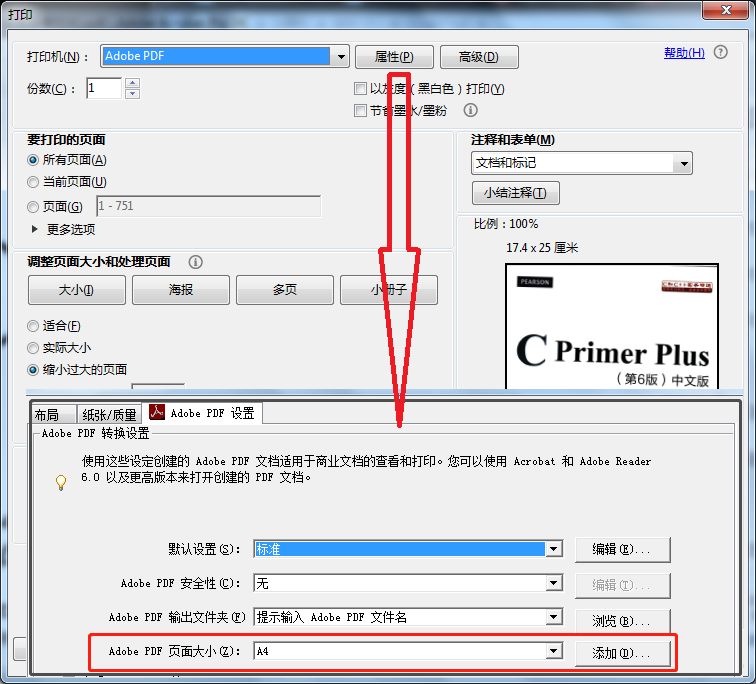 打印
打印机(N)： Adobe PDF 属性(P) 高级(D) 帮助(H)
份数(C)： 1 以灰度（黑白色）打印(Y)
节省墨水/墨粉
要打印的页面 注释和表单(M)
所有页面(A) 文档和标记
当前页面(U) 小结注释(T)
页面(G) 1 - 751
更多选项 比例：100%
17.4 x 25 厘米
调整页面大小和处理页面
大小(I) 海报 多页 小册子
PEARSON
适合(F)
实际大小
C Primer Plus
缩小过大的页面
（第6版）中文版
布局 纸张/质量 Adobe PDF 设置
Adobe PDF 转换设置
使用这些设定创建的 Adobe PDF 文档适用于商业文档的查看和打印。您可以使用 Acrobat 和 Adobe Reader
6.0 以及更高版本来打开创建的 PDF 文档。
默认设置(S)： 标准 编辑(E)...
Adobe PDF 安全性(C)： 无 编辑(I)...
Adobe PDF 输出文件夹(F) 提示输入 Adobe PDF 文件名 浏览(B)...
Adobe PDF 页面大小(Z)： A4 添加(D)...